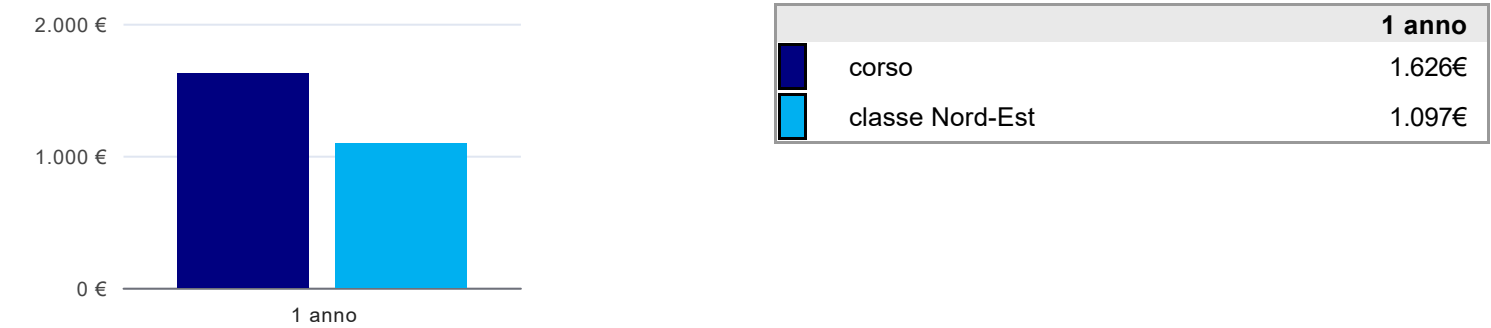 2.000 €
1.000 €
0 €
1 anno
1 anno
corso 1.626€
classe Nord-Est 1.097€